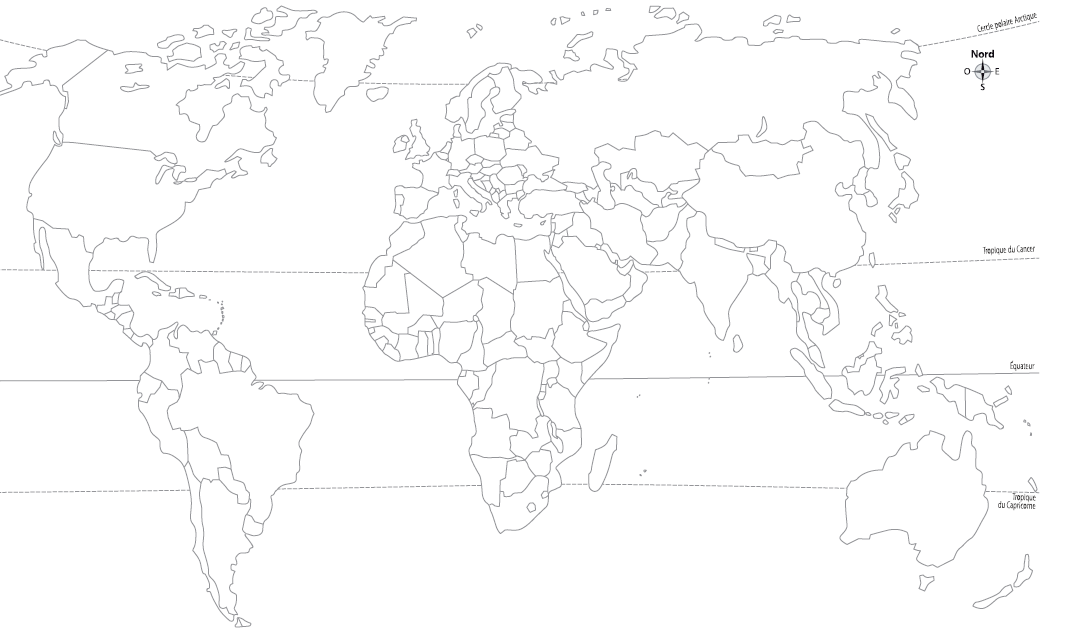 Cercle polaire Arctique
Nord
O E
S
Tropique du Cancer
Équateur
Tropique
du Capricorne